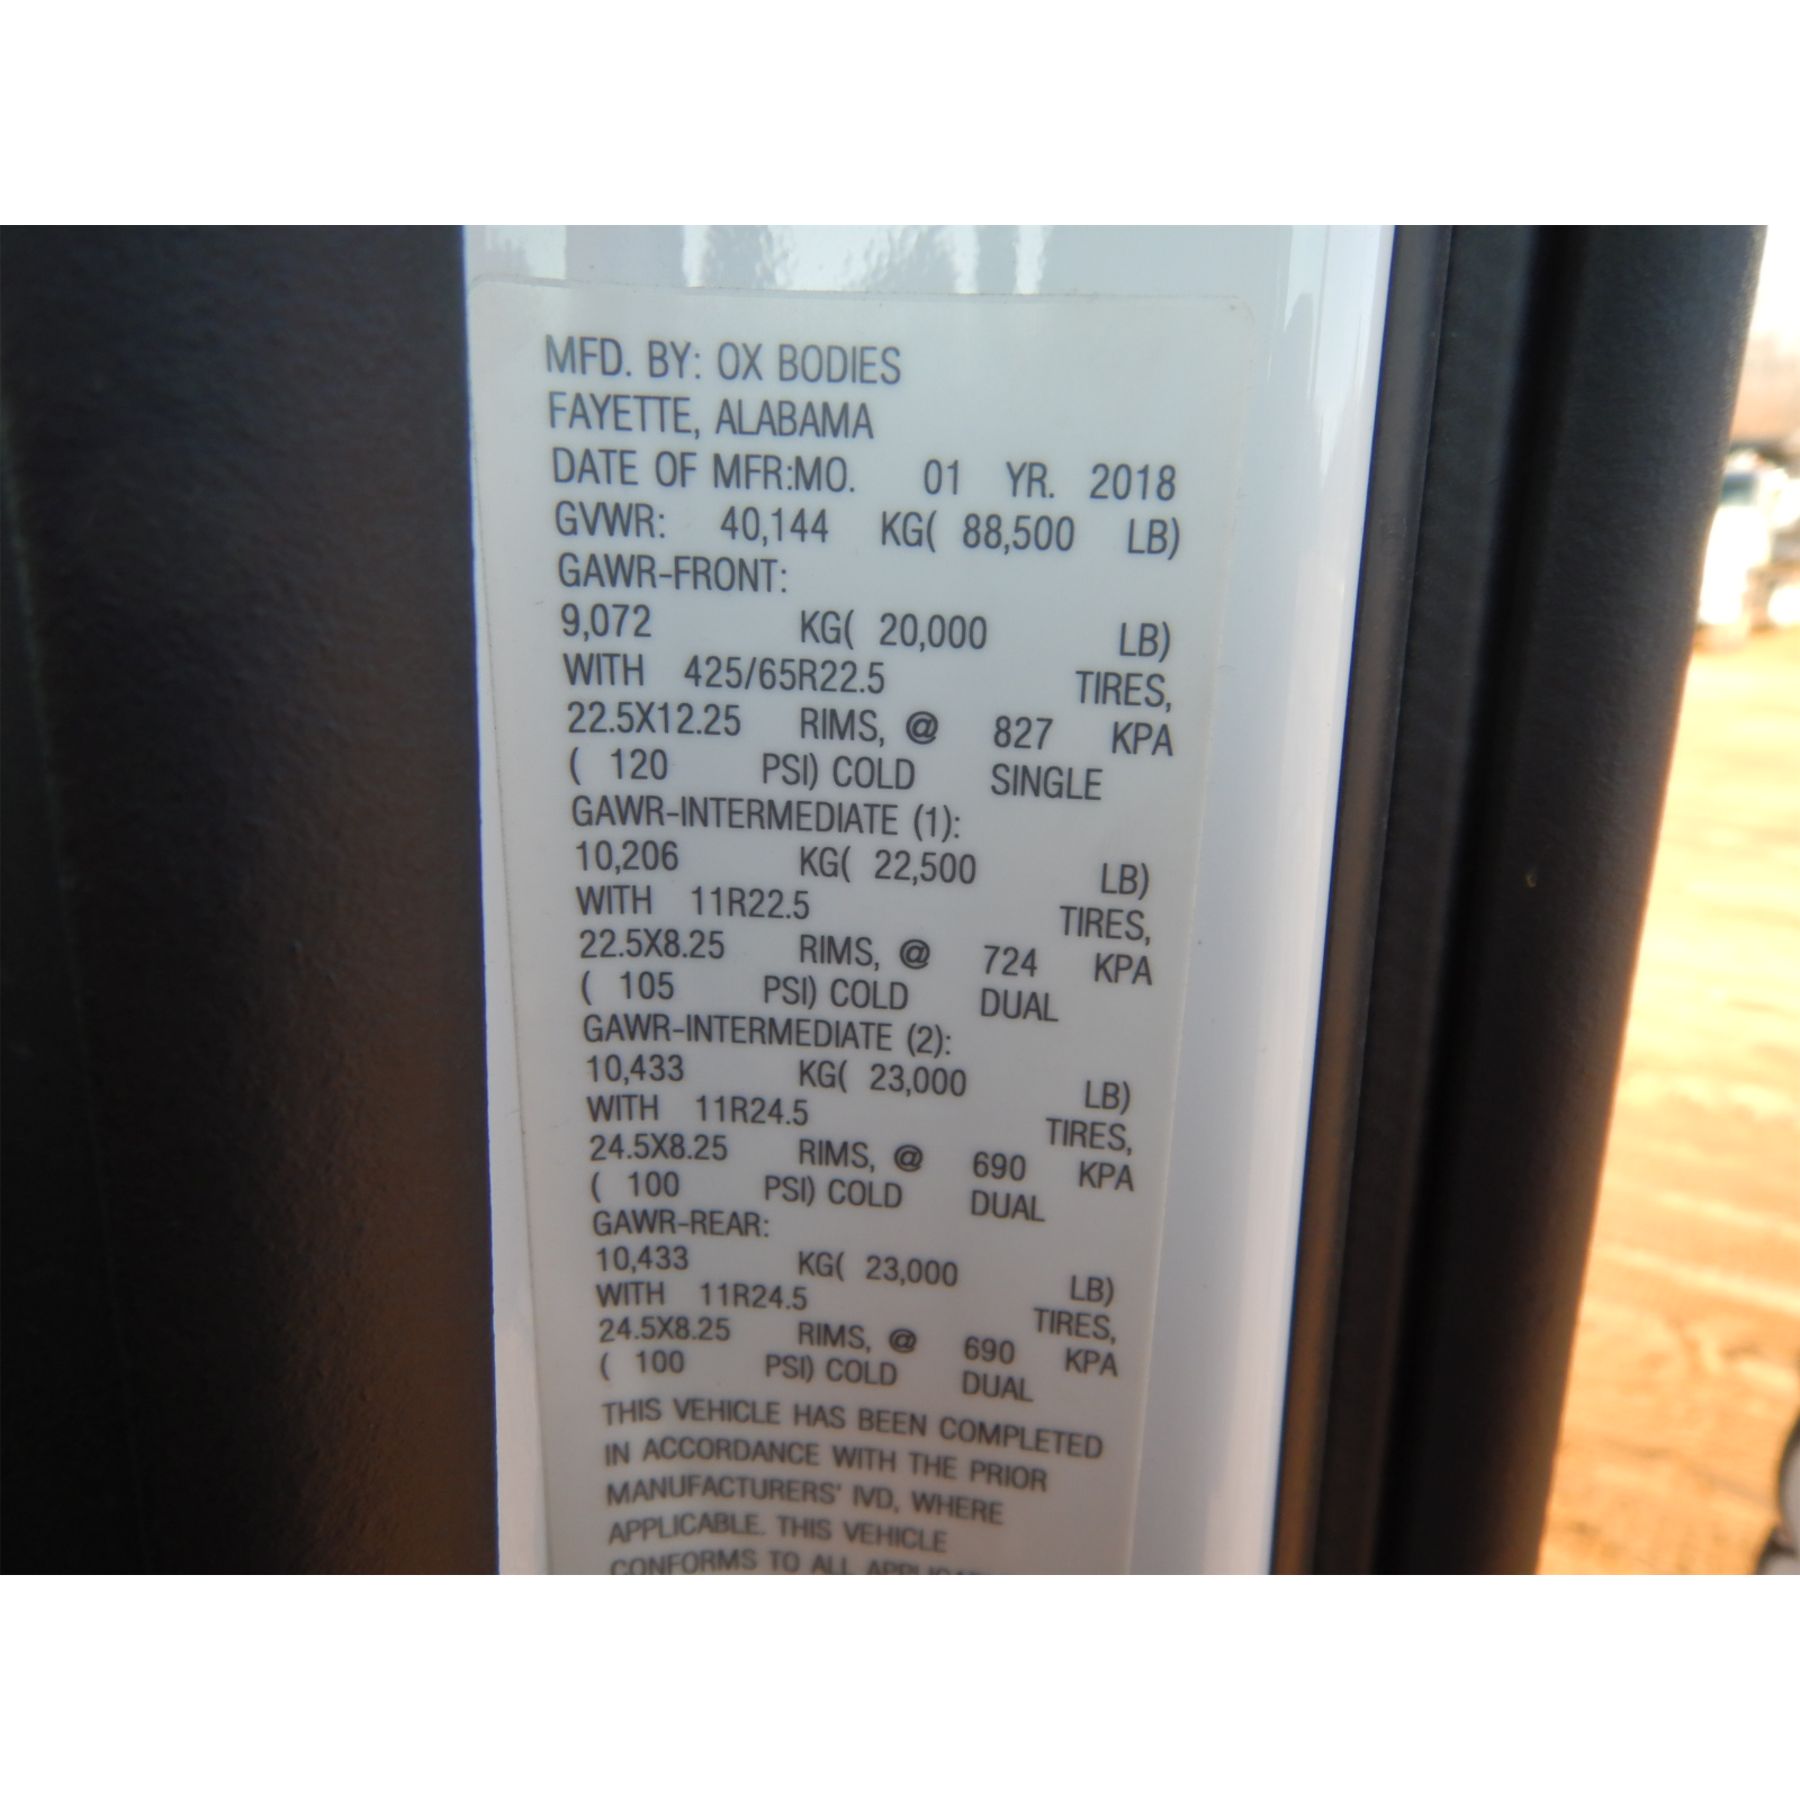 MFD. BY: OX BODIES
FAYETTE, ALABAMA
DATE OF MFR:MO. 01 YR. 2018
GVWR: 40,144 KG( 88,500 LB)
GAWR-FRONT:
9,072 KG( 20,000 LB)
WITH 425/65R22.5 TIRES,
22.5X12.25 RIMS, @ 827 KPA
( 120 PSI) COLD SINGLE
GAWR-INTERMEDIATE (1):
10,206 KG( 22,500 LB)
WITH 11R22.5 TIRES,
22.5X8.25 RIMS, @ 724 KPA
( 105 PSI) COLD DUAL
GAWR-INTERMEDIATE (2):
10,433 KG( 23,000 LB)
WITH 11R24.5 TIRES,
24.5X8.25 RIMS, @ 690 KPA
( 100 PSI) COLD DUAL
GAWR-REAR:
10,433 KG( 23,000 LB)
WITH 11R24.5 TIRES,
24.5X8.25 RIMS, @ 690 KPA
( 100 PSI) COLD DUAL
THIS VEHICLE HAS BEEN COMPLETED
IN ACCORDANCE WITH THE PRIOR
MANUFACTURERS' IVD, WHERE
APPLICABLE. THIS VEHICLE
CONFORMS TO ALL